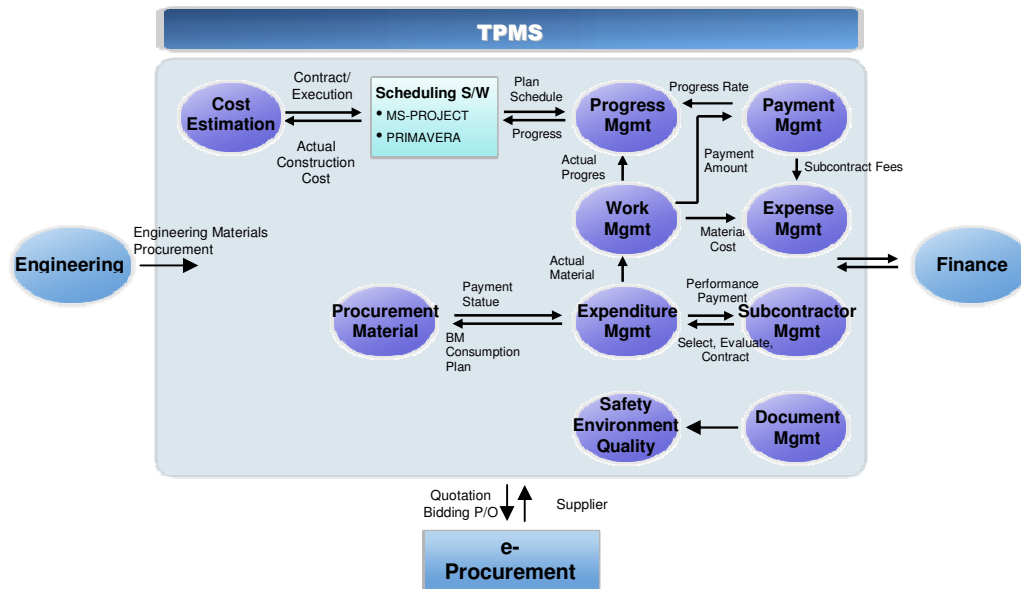 TPMS
Contract/
Execution
Cost
Estimation
Actual
Construction
Cost
Scheduling S/W
• MS-PROJECT
• PRIMAVERA
Plan
Schedule
Progress
Progress
Mgmt
Progress Rate
Payment
Mgmt
Actual
Progres
Payment
Amount
Subcontract Fees
Work
Mgmt
Material
Cost
Expense
Mgmt
Engineering
Engineering Materials
Procurement
Finance
Actual
Material
Procurement
Material
Payment
Statue
BM
Consumption
Plan
Expenditure
Mgmt
Performance
Payment
Select, Evaluate,
Contract
Subcontractor
Mgmt
Safety
Environment
Quality
Document
Mgmt
Quotation
Bidding P/O
Supplier
e-
Procurement